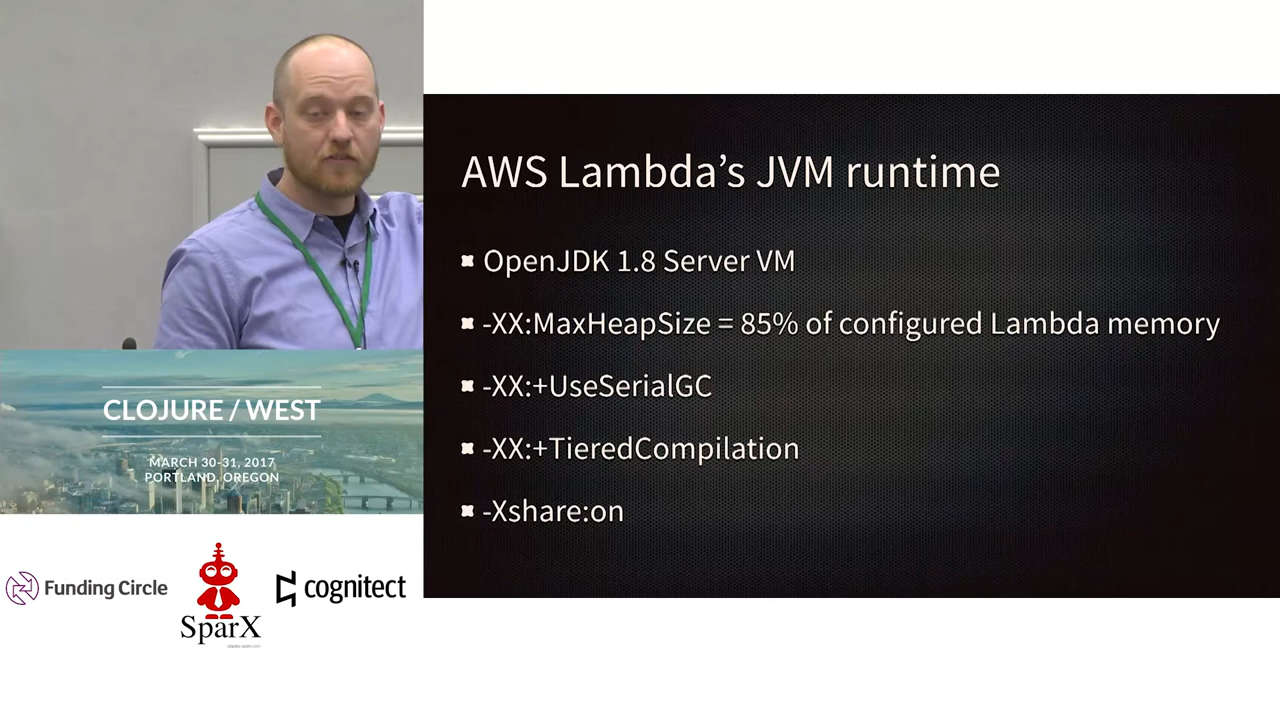 AWS Lambda’s JVM runtime
OpenJDK 1.8 Server VM
-XX:MaxHeapSize = 85% of configured Lambda memory
-XX:+UseSerialGC
-XX:+TieredCompilation
-Xshare:on
CLOJURE / WEST
MARCH 30-31, 2017
PORTLAND, OREGON
Funding Circle
SparX
cognitect